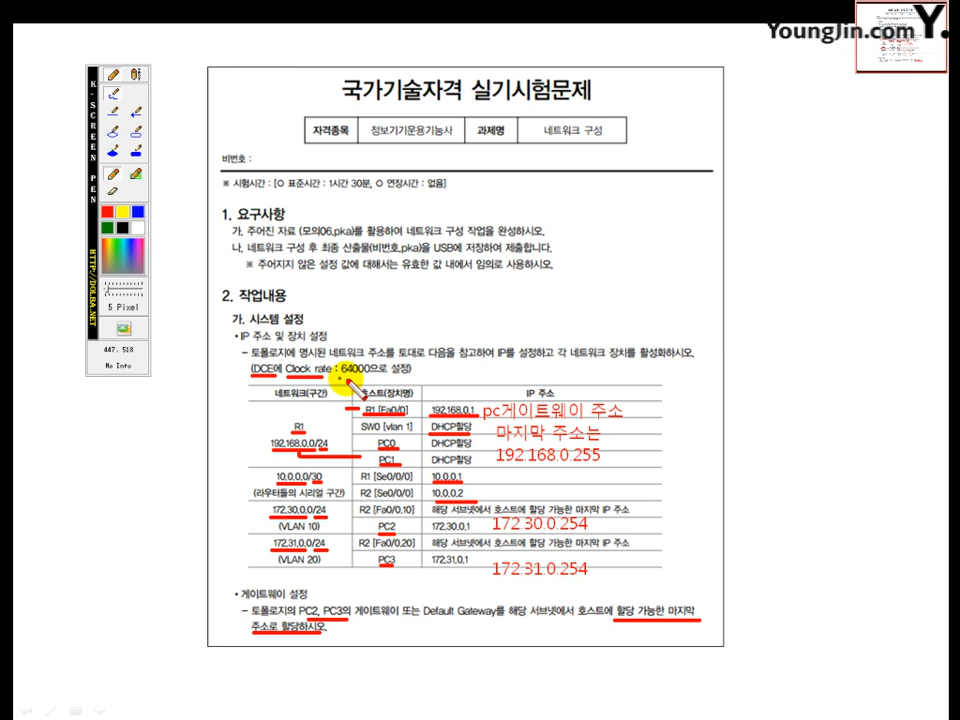 YoungJin.com Y.
K-SCREEN PEN
HTTP://DOLBA.NET
5 Pixel
447. 518
No Info
국가기술자격 실기시험문제
자격종목 정보기기운용기능사 과제명 네트워크 구성
비번호 :
※ 시험시간 : [○ 표준시간 : 1시간 30분, ○ 연장시간 : 없음]
1. 요구사항
가. 주어진 자료 (모의06.pka)를 활용하여 네트워크 구성 작업을 완성하시오.
나. 네트워크 구성 후 최종 산출물(비번호.pka)을 USB에 저장하여 제출합니다.
※ 주어지지 않은 설정 값에 대해서는 유효한 값 내에서 임의로 사용하시오.
2. 작업내용
가. 시스템 설정
• IP 주소 및 장치 설정
– 토폴로지에 명시된 네트워크 주소를 토대로 다음을 참고하여 IP를 설정하고 각 네트워크 장치를 활성화하시오.
(DCE에 Clock rate : 64000으로 설정)
네트워크(구간) 호스트(장치명) IP 주소
R1 [Fa0/0] 192.168.0.1 pc게이트웨이 주소
R1 SW0 [vlan 1] DHCP할당 마지막 주소는
192.168.0.0/24 PC0 DHCP할당
PC1 DHCP할당 192.168.0.255
10.0.0.0/30 R1 [Se0/0/0] 10.0.0.1
(라우터들의 시리얼 구간) R2 [Se0/0/0] 10.0.0.2
172.30.0.0/24 R2 [Fa0/0.10] 해당 서브넷에서 호스트에 할당 가능한 마지막 IP 주소
(VLAN 10) PC2 172.30.0.1 172.30.0.254
172.31.0.0/24 R2 [Fa0/0.20] 해당 서브넷에서 호스트에 할당 가능한 마지막 IP 주소
(VLAN 20) PC3 172.31.0.1 172.31.0.254
• 게이트웨이 설정
– 토폴로지의 PC2, PC3의 게이트웨이 또는 Default Gateway를 해당 서브넷에서 호스트에 할당 가능한 마지막
주소로 할당하시오.